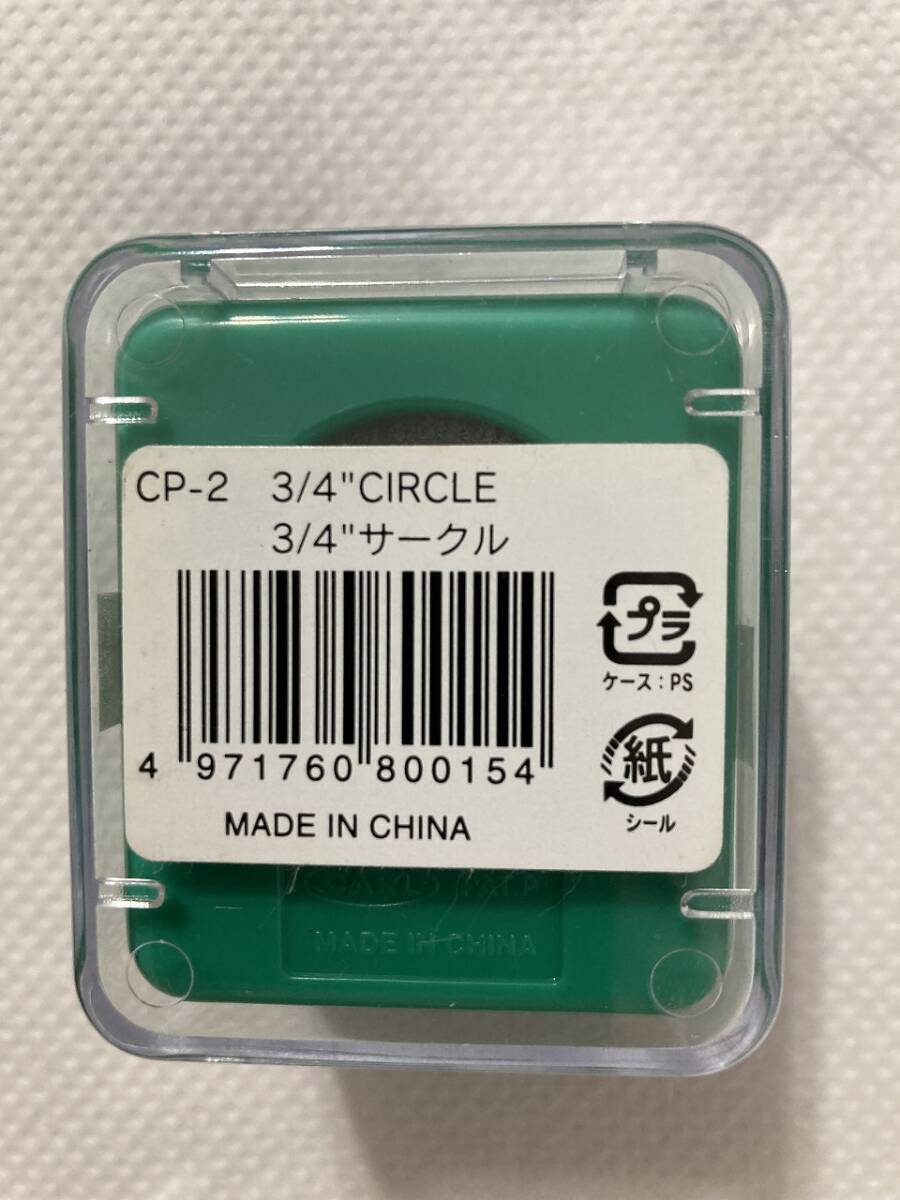 CP-2 3/4"CIRCLE
3/4"サークル
プラ
ケース:PS
4 971760 800154
紙
シール
MADE IN CHINA
CARL
MADE IN CHINA